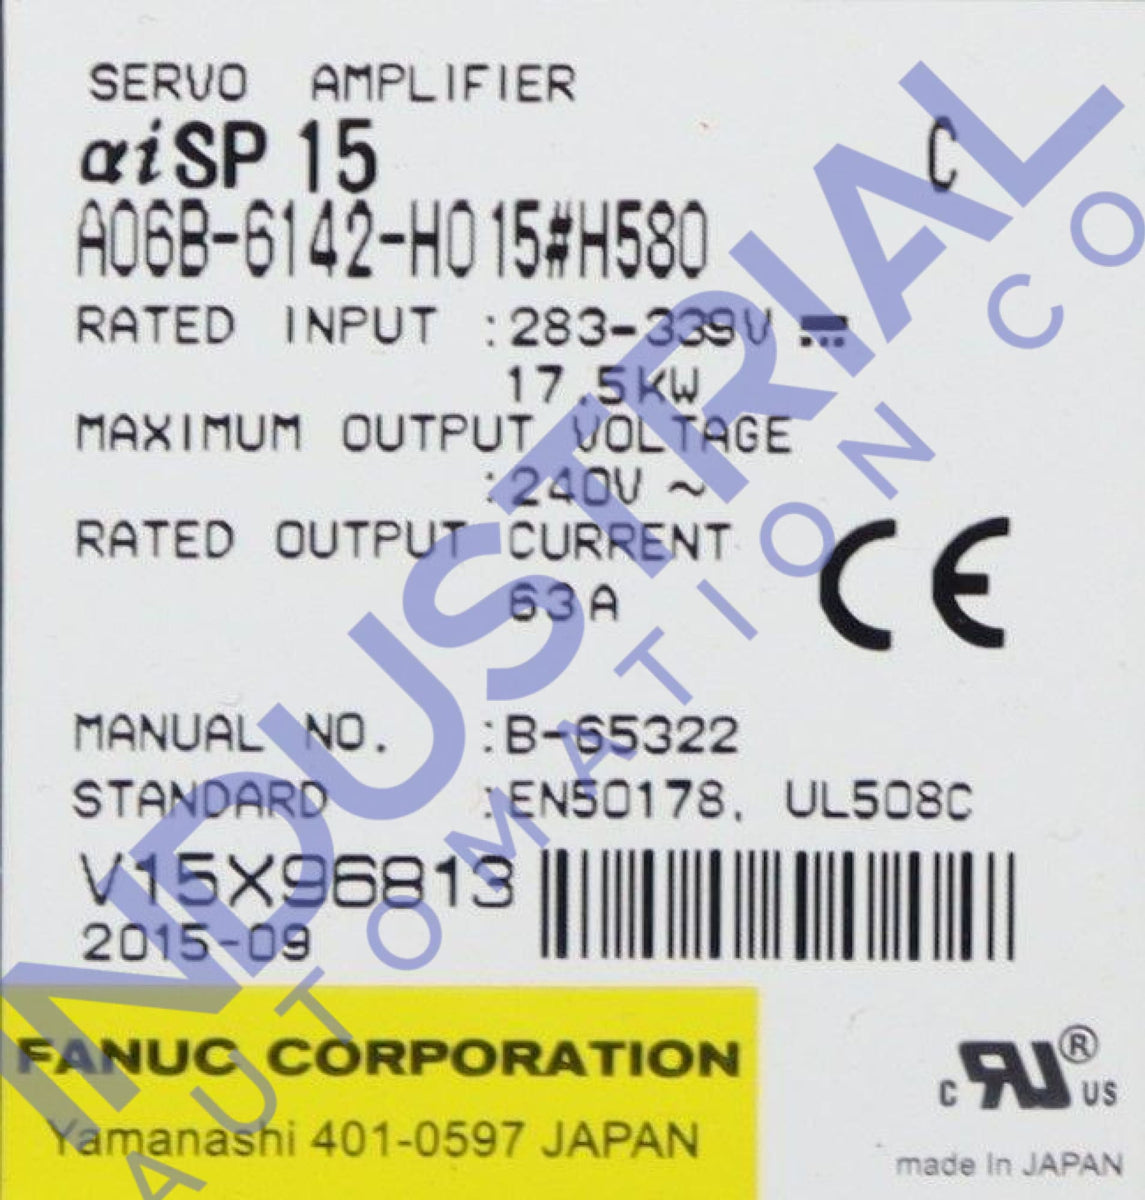 SERVO AMPLIFIER
αiSP 15
C
A06B-6142-H015#H580
RATED INPUT :283-339V ⎓
17.5kW
MAXIMUM OUTPUT VOLTAGE
:240V ~
RATED OUTPUT CURRENT
63A
CE
MANUAL NO. :B-65322
STANDARD :EN50178, UL508C
V15X96813
2015-09
FANUC CORPORATION
Yamanashi 401-0597 JAPAN
C RU ® US
made In JAPAN
INDUSTRIAL
AUTOMATION CO